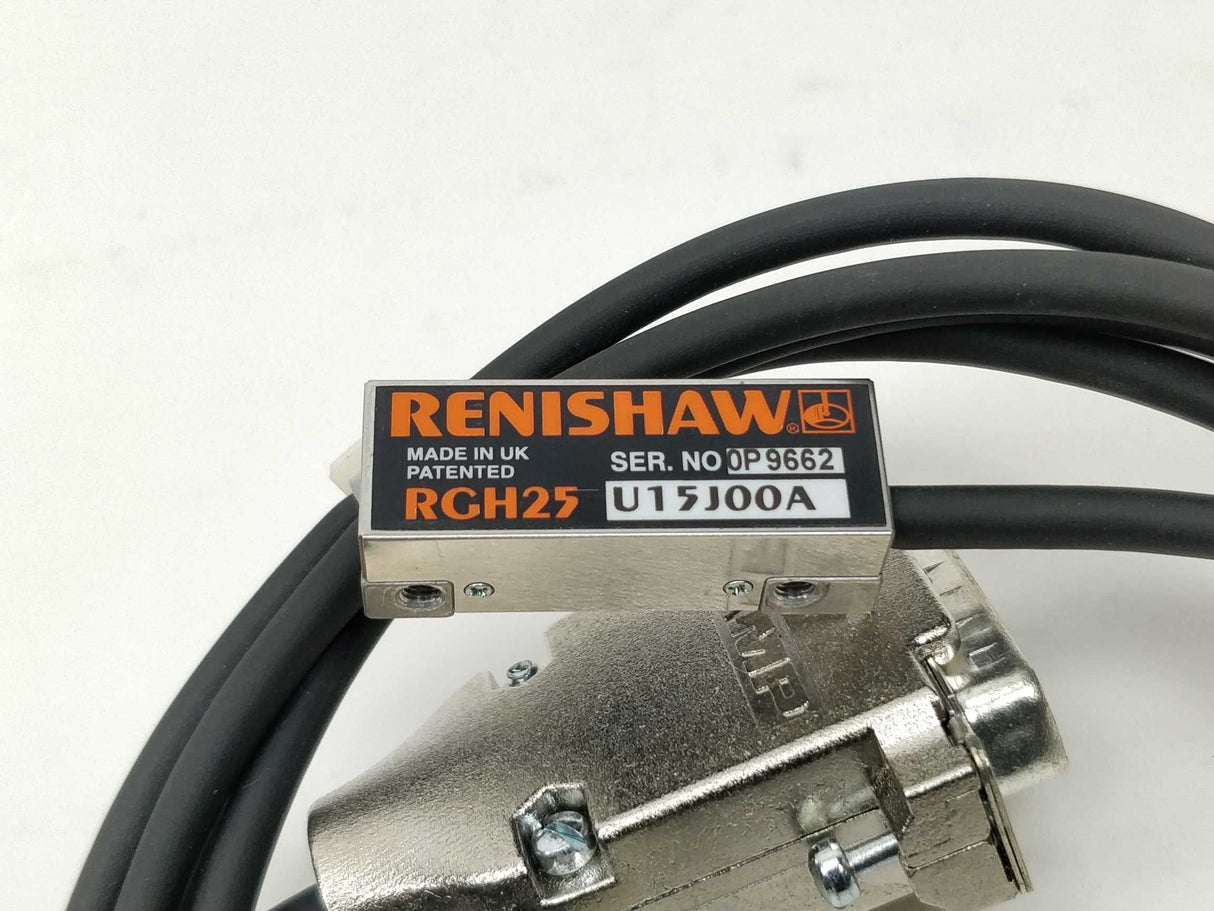 RENISHAW®
MADE IN UK
PATENTED
SER. NO 0P9662
RGH25 U15J00A